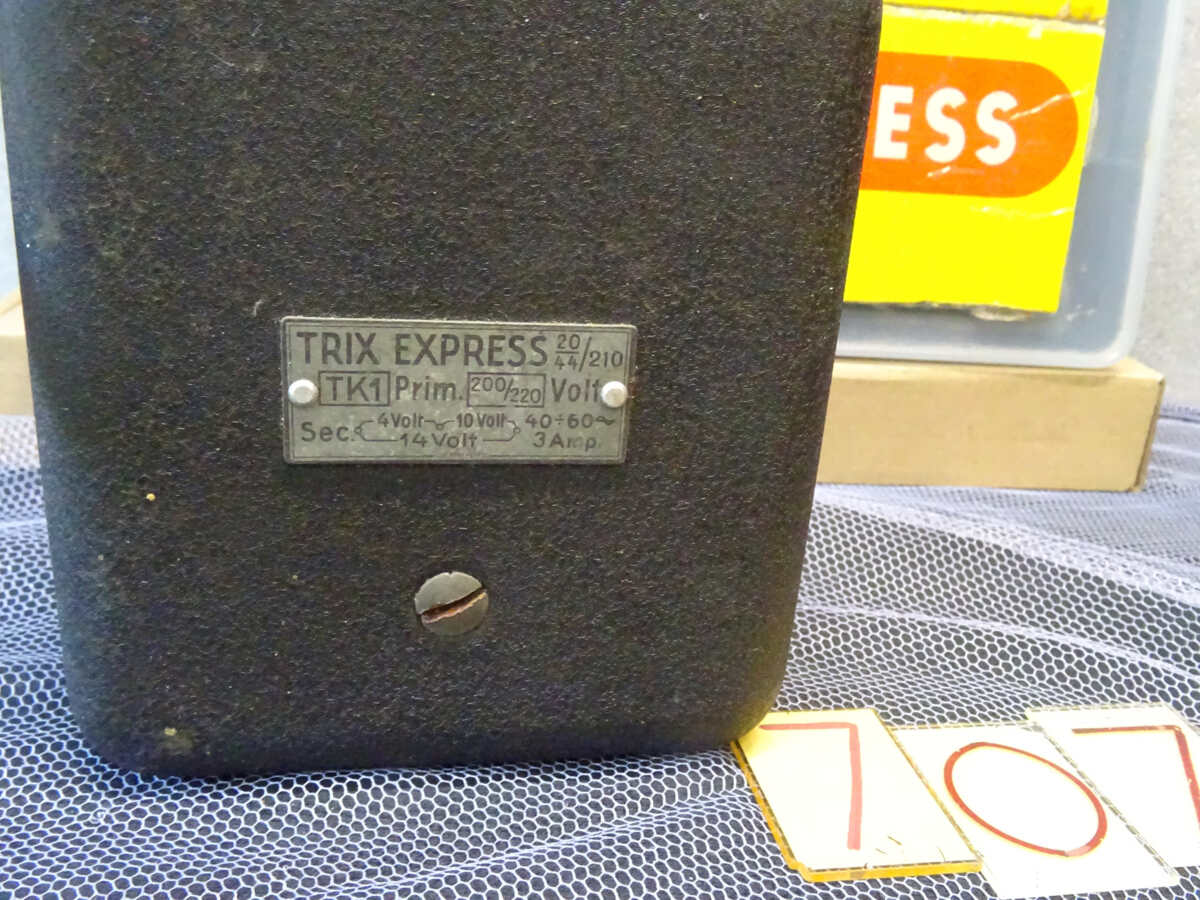 ESS
TRIX EXPRESS 20/44/210
TK1 Prim. 200/220 Volt
Sec. 4 Volt 10 Volt 40÷60~
14 Volt 3 Amp.
707